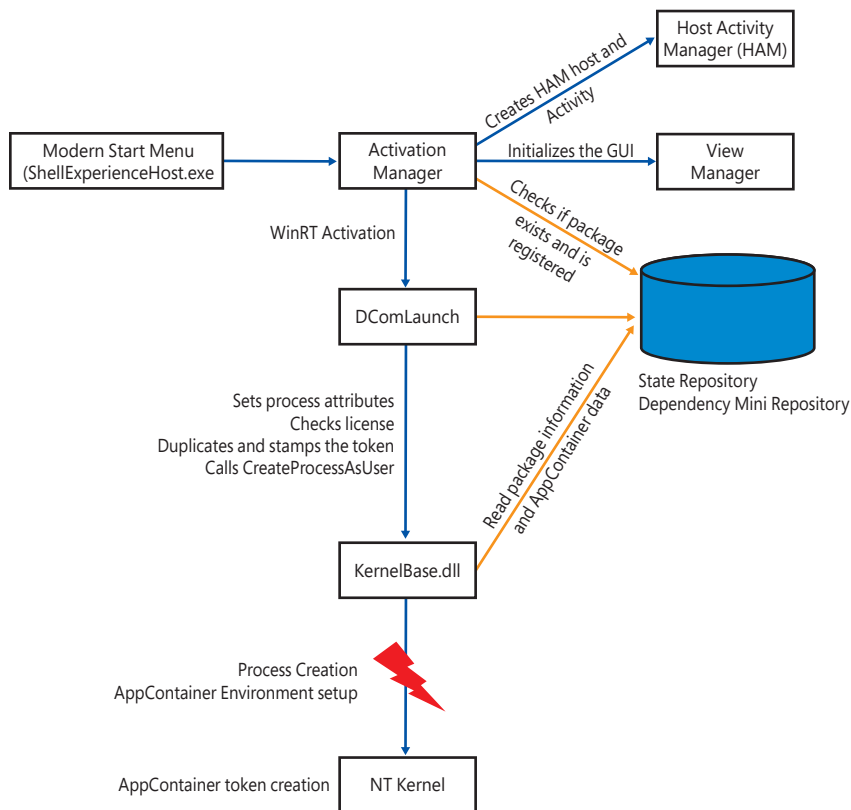 Host Activity
Manager (HAM)
Creates HAM host and
Activity
Modern Start Menu
(ShellExperienceHost.exe
Activation
Manager
Initializes the GUI
View
Manager
Checks if package
exists and is
registered
WinRT Activation
DComLaunch
State Repository
Dependency Mini Repository
Sets process attributes
Checks license
Duplicates and stamps the token
Calls CreateProcessAsUser
Read package information
and AppContainer data
KernelBase.dll
Process Creation
AppContainer Environment setup
AppContainer token creation
NT Kernel